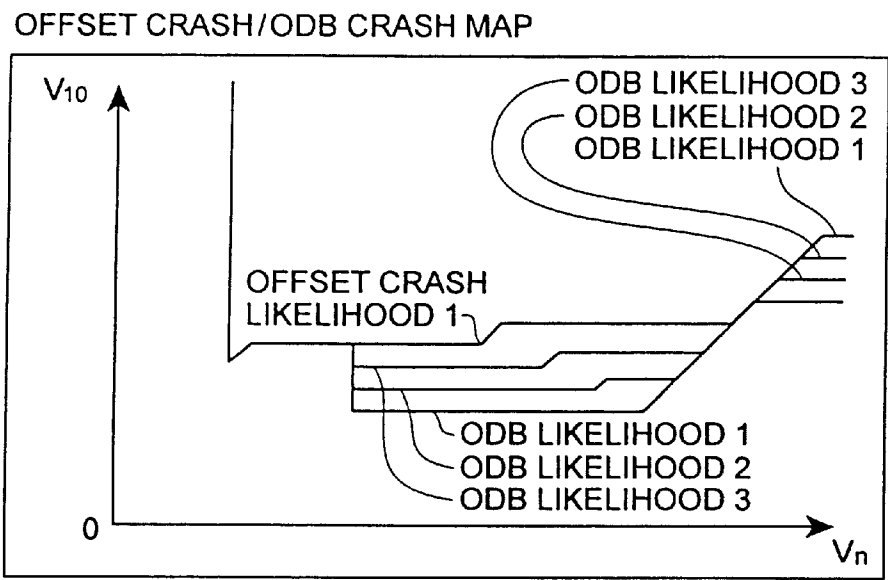 OFFSET CRASH/ODB CRASH MAP
V10
ODB LIKELIHOOD 3
ODB LIKELIHOOD 2
ODB LIKELIHOOD 1
OFFSET CRASH
LIKELIHOOD 1
ODB LIKELIHOOD 1
ODB LIKELIHOOD 2
ODB LIKELIHOOD 3
0
Vn